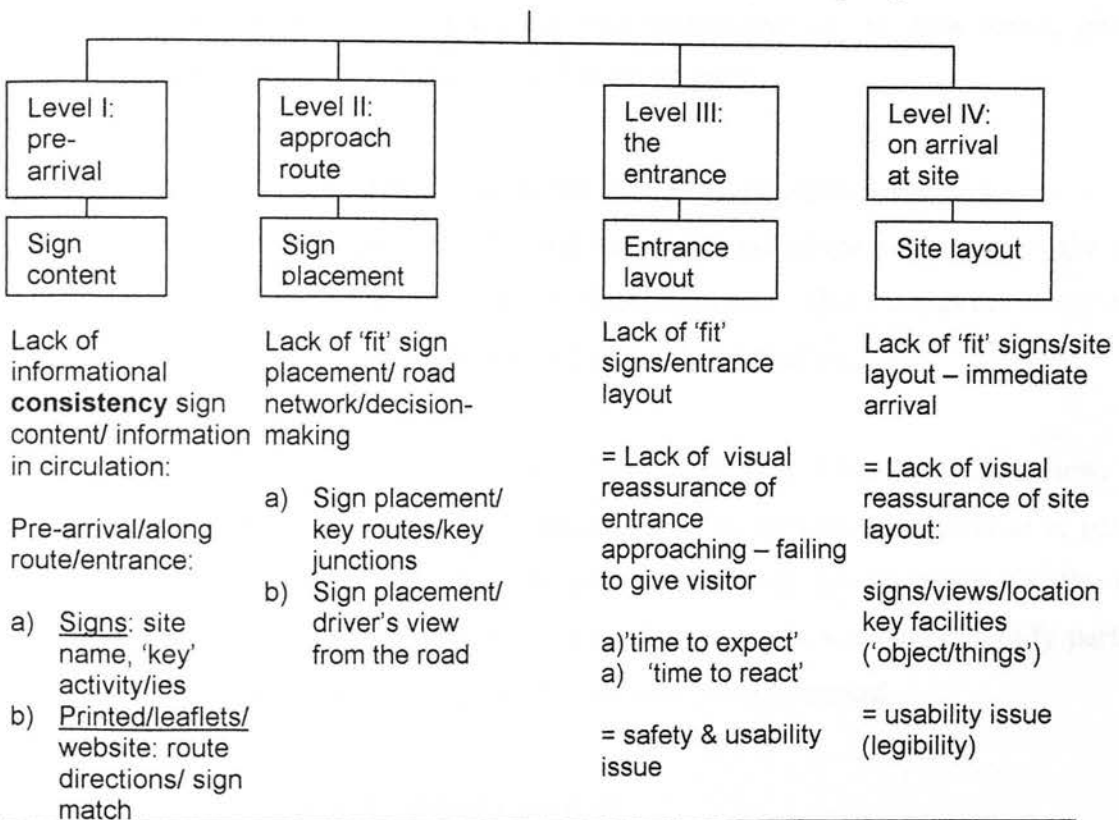 Level I:
pre-
arrival
Sign
content
Lack of
informational
consistency sign
content/ information
in circulation:
Pre-arrival/along
route/entrance:
a) Signs: site
name, 'key'
activity/ies
b) Printed/leaflets/
website: route
directions/ sign
match
Level II:
approach
route
Sign
placement
Lack of 'fit' sign
placement/ road
network/decision-
making
a) Sign placement/
key routes/key
junctions
b) Sign placement/
driver's view
from the road
Level III:
the
entrance
Entrance
layout
Lack of 'fit'
signs/entrance
layout
= Lack of visual
reassurance of
entrance
approaching – failing
to give visitor
a)'time to expect'
a) 'time to react'
= safety & usability
issue
Level IV:
on arrival
at site
Site layout
Lack of 'fit' signs/site
layout – immediate
arrival
= Lack of visual
reassurance of site
layout:
signs/views/location
key facilities
('object/things')
= usability issue
(legibility)